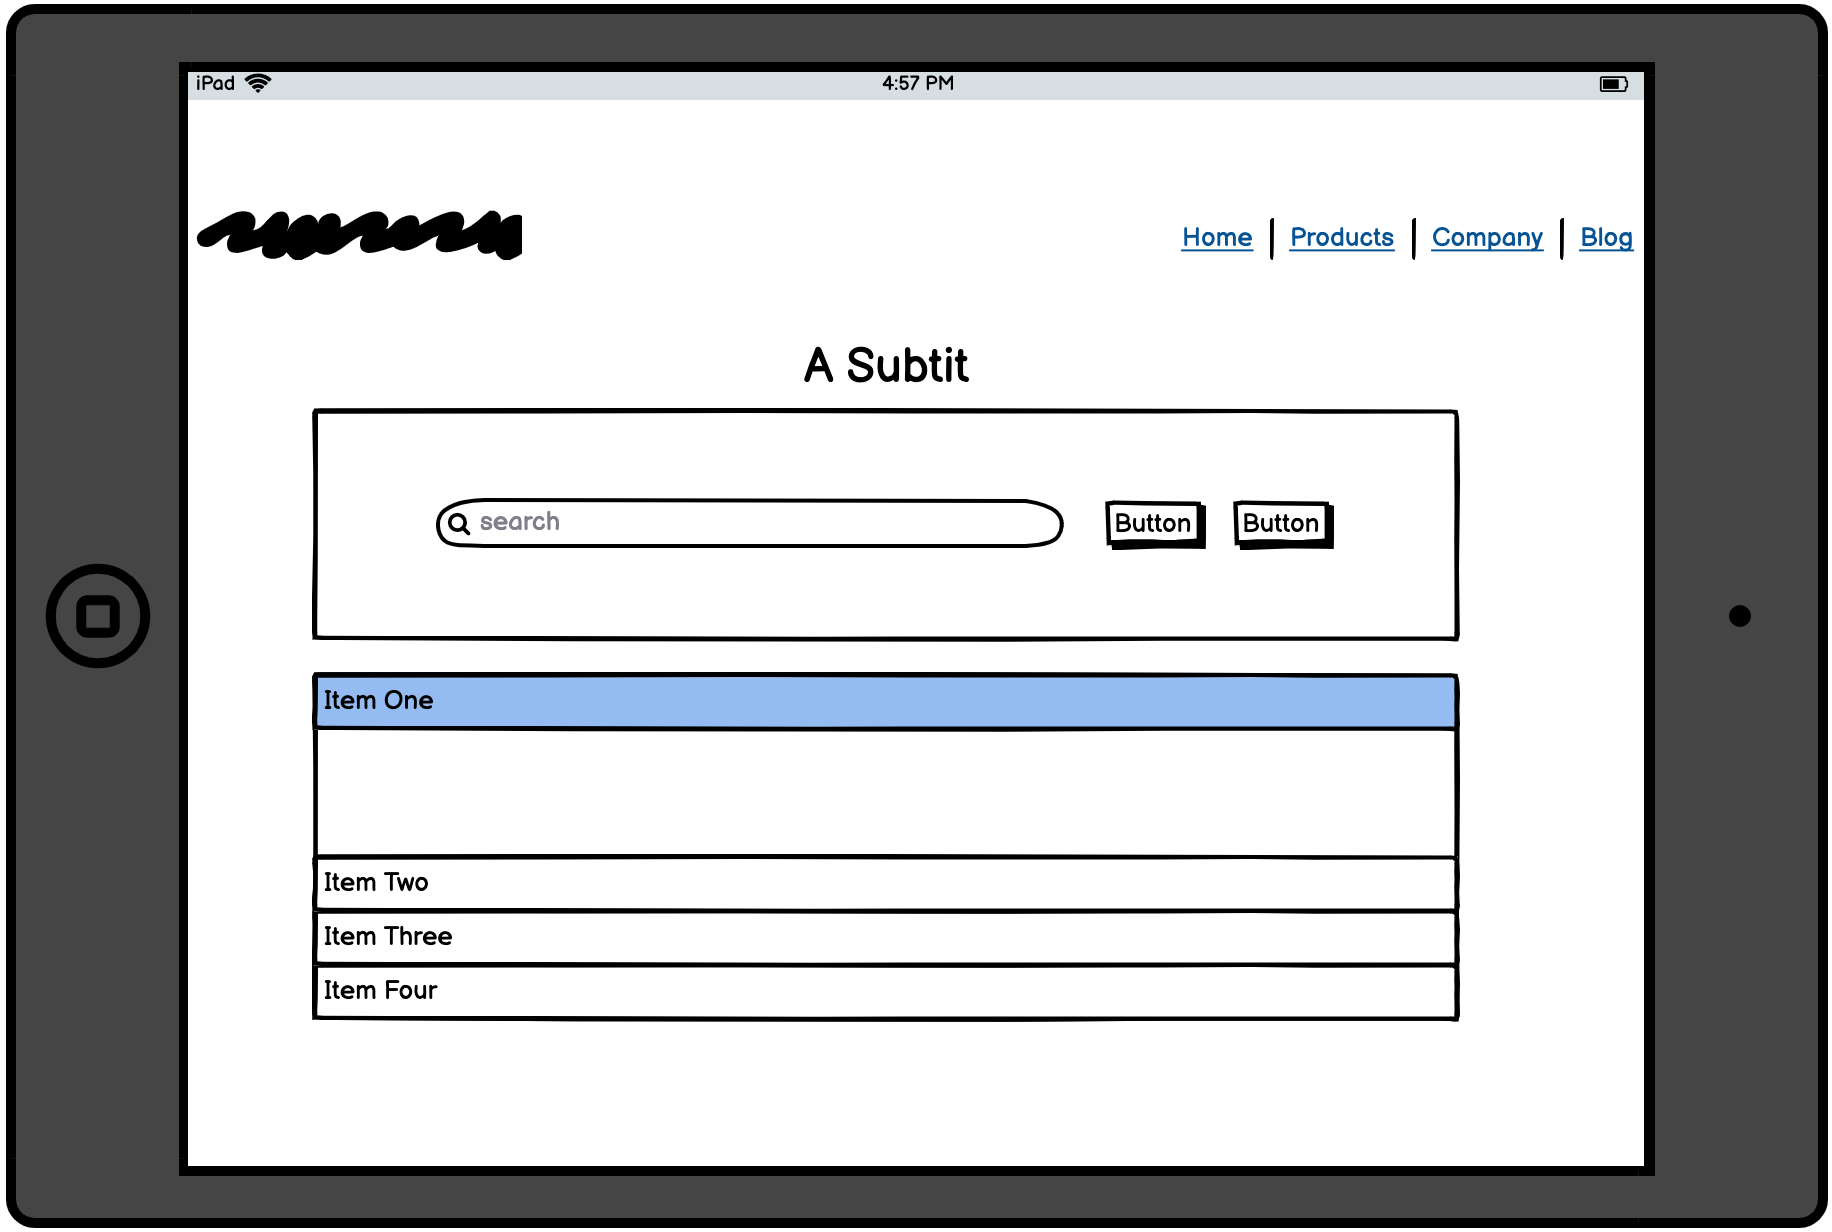 iPad 4:57 PM
Home Products Company Blog
A Subtit
search Button Button
Item One
Item Two
Item Three
Item Four